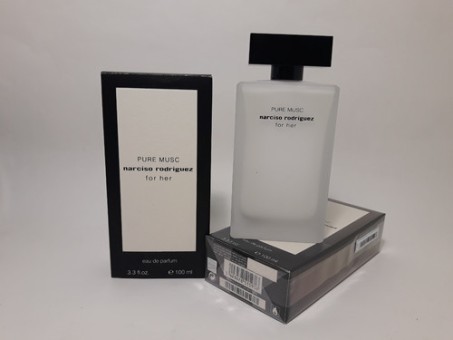 PURE MUSC
narciso rodriguez
for her
eau de parfum
3.3 fl.oz. ℮ 100 ml
PURE MUSC
narciso rodriguez
for her